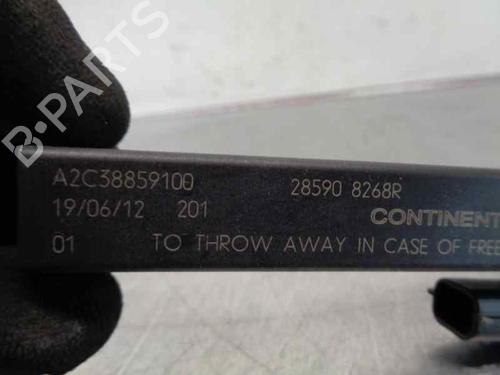 A2C38859100 28590 8268R
19/06/12 201 CONTINENT
01 TO THROW AWAY IN CASE OF FREE
B-PARTS